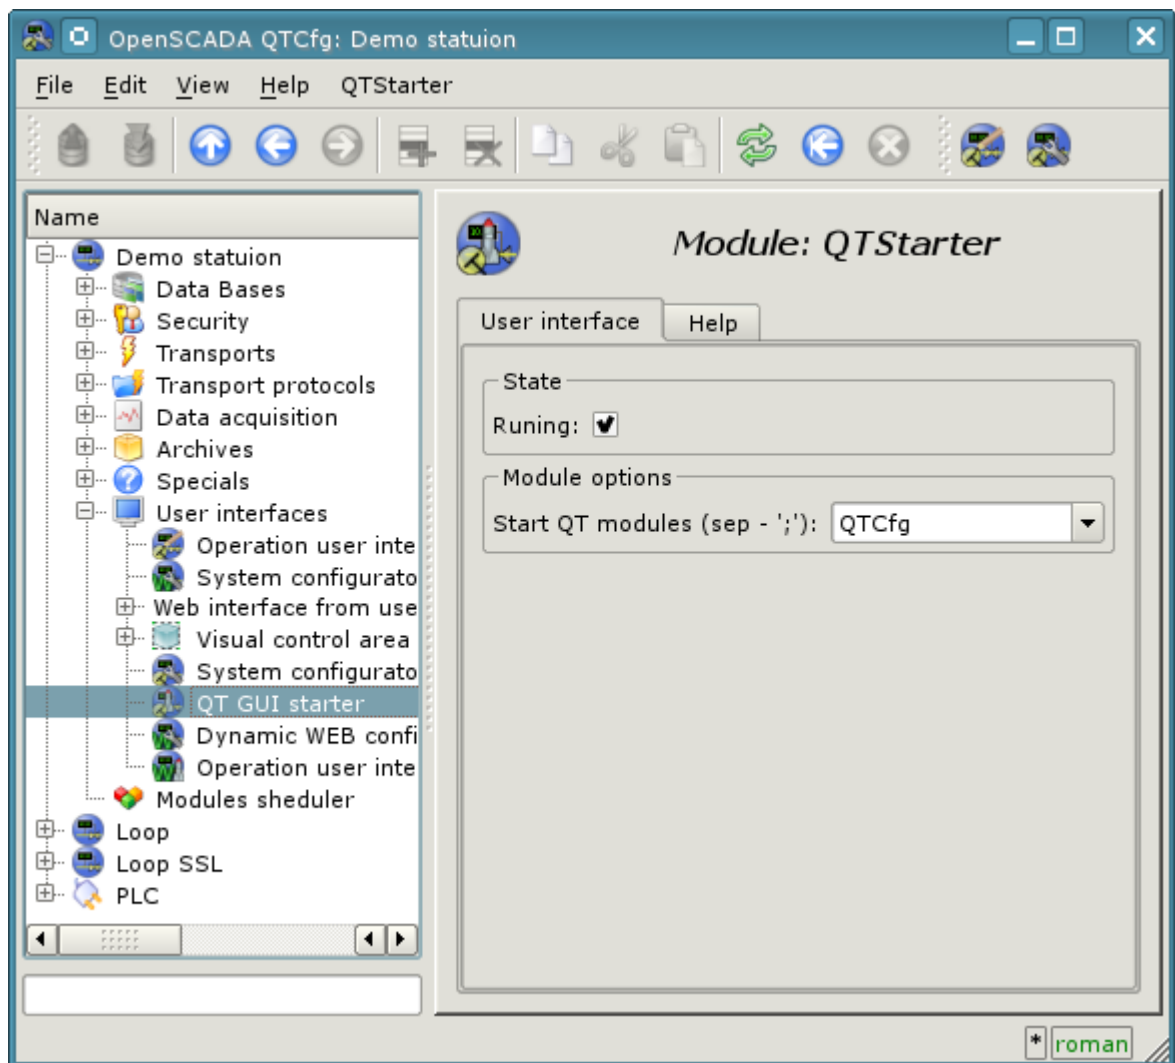 OpenSCADA QTCfg: Demo statuion
File Edit View Help QTStarter
Name
Demo statuion
Data Bases
Security
Transports
Transport protocols
Data acquisition
Archives
Specials
User interfaces
Operation user inte
System configurato
Web interface from use
Visual control area
System configurato
QT GUI starter
Dynamic WEB confi
Operation user inte
Modules sheduler
Loop
Loop SSL
PLC
Module: QTStarter
User interface Help
State
Runing:
Module options
Start QT modules (sep - ';'): QTCfg
* roman